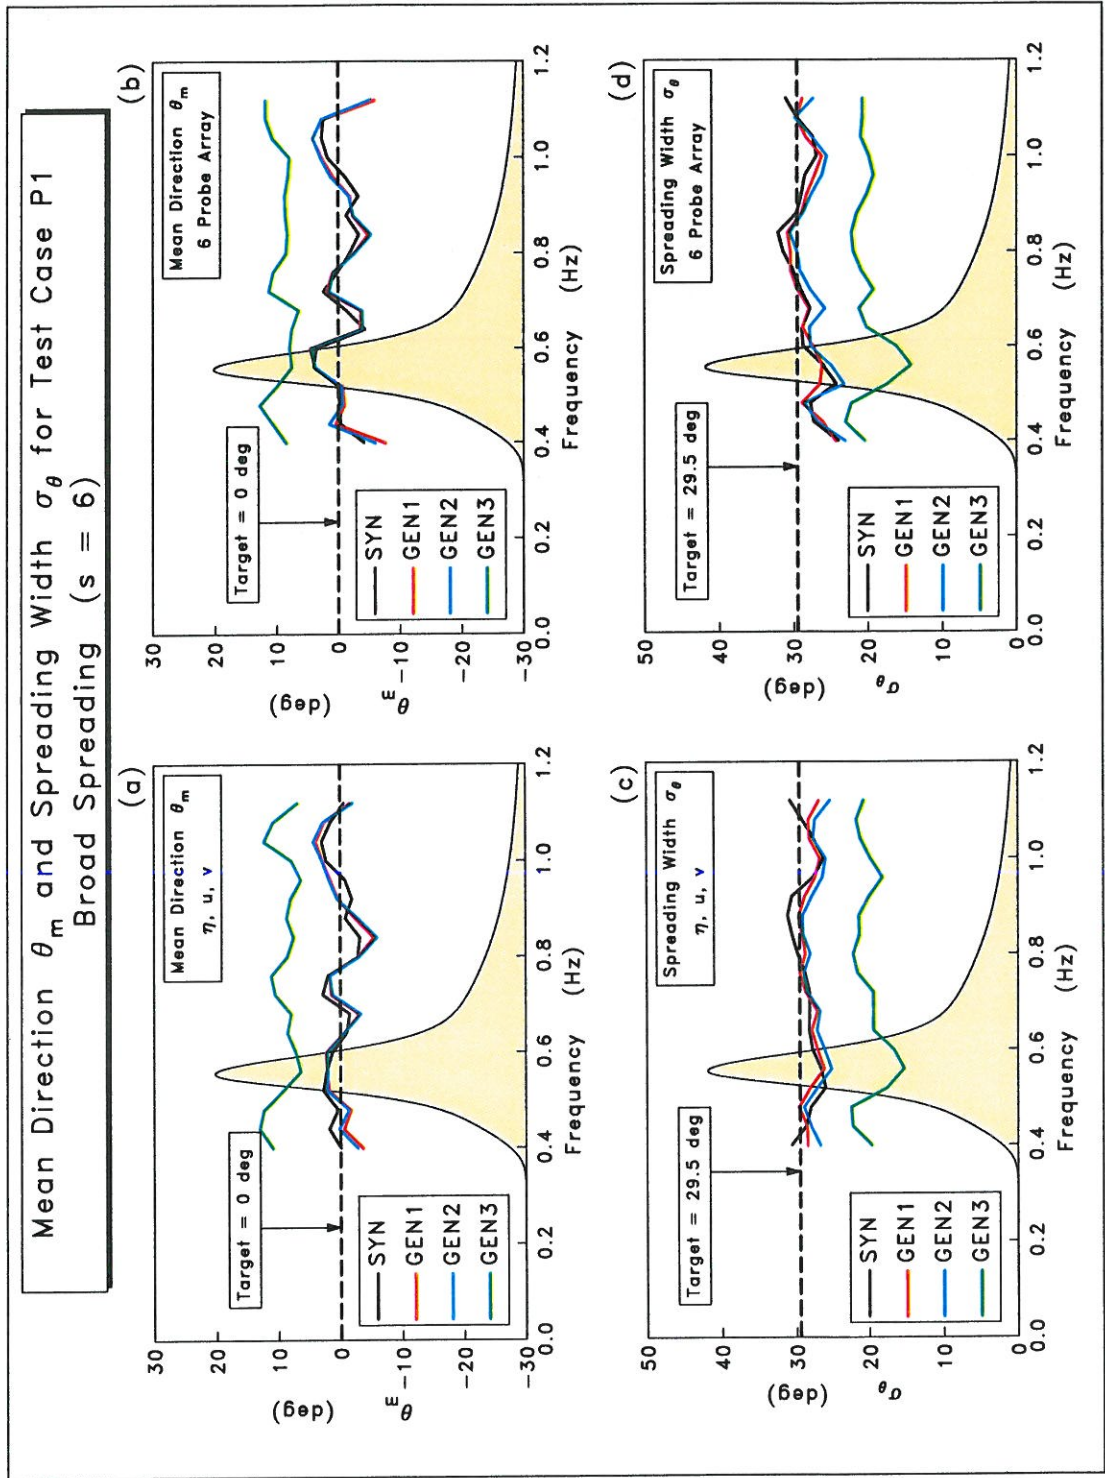 Mean Direction θm and Spreading Width σθ for Test Case P1
Broad Spreading (s = 6)
(a)
Mean Direction θm
η, u, v
Target = 0 deg
SYN
GEN1
GEN2
GEN3
30
20
10
0
-10
-20
-30
θm
(deg)
0.0
0.2
0.4
0.6
0.8
1.0
1.2
Frequency (Hz)
(b)
Mean Direction θm
6 Probe Array
Target = 0 deg
SYN
GEN1
GEN2
GEN3
30
20
10
0
-10
-20
-30
θm
(deg)
0.0
0.2
0.4
0.6
0.8
1.0
1.2
Frequency (Hz)
(c)
Spreading Width σθ
η, u, v
Target = 29.5 deg
SYN
GEN1
GEN2
GEN3
50
40
30
20
10
0
σθ
(deg)
0.0
0.2
0.4
0.6
0.8
1.0
1.2
Frequency (Hz)
(d)
Spreading Width σθ
6 Probe Array
Target = 29.5 deg
SYN
GEN1
GEN2
GEN3
50
40
30
20
10
0
σθ
(deg)
0.0
0.2
0.4
0.6
0.8
1.0
1.2
Frequency (Hz)